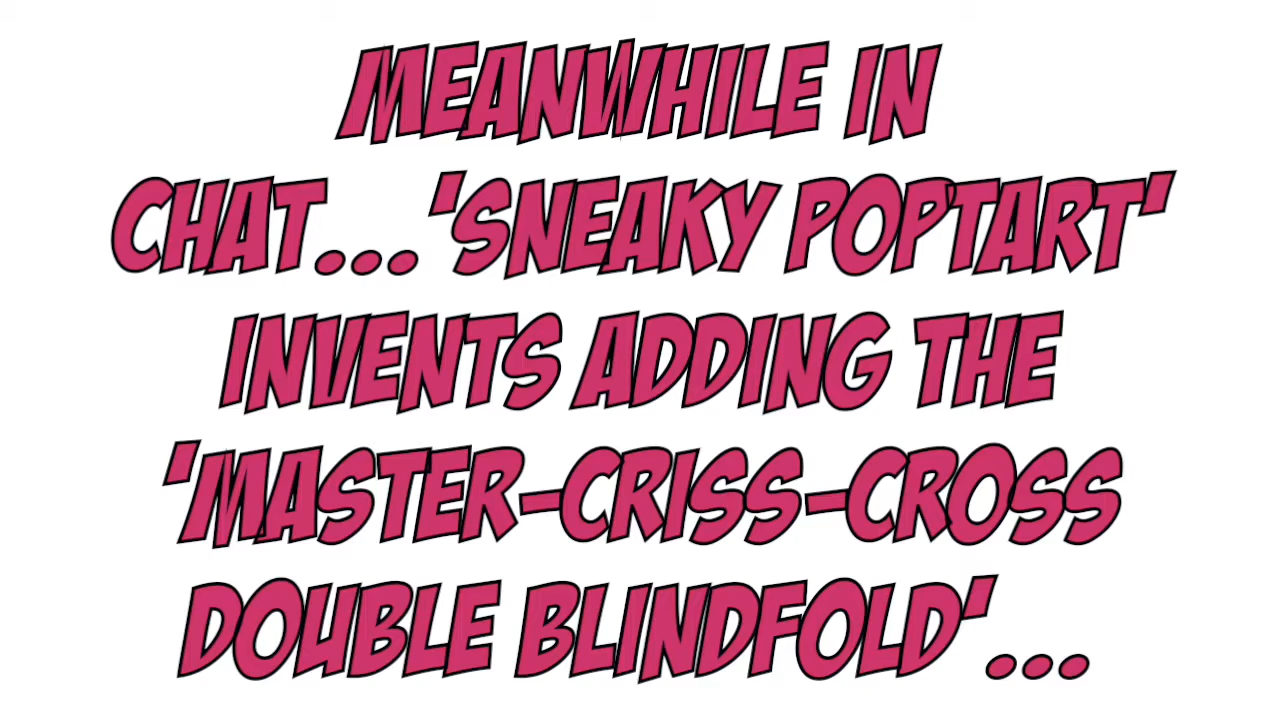 MEANWHILE IN
CHAT... 'SNEAKY POPTART'
INVENTS ADDING THE
'MASTER-CRISS-CROSS
DOUBLE BLINDFOLD'...